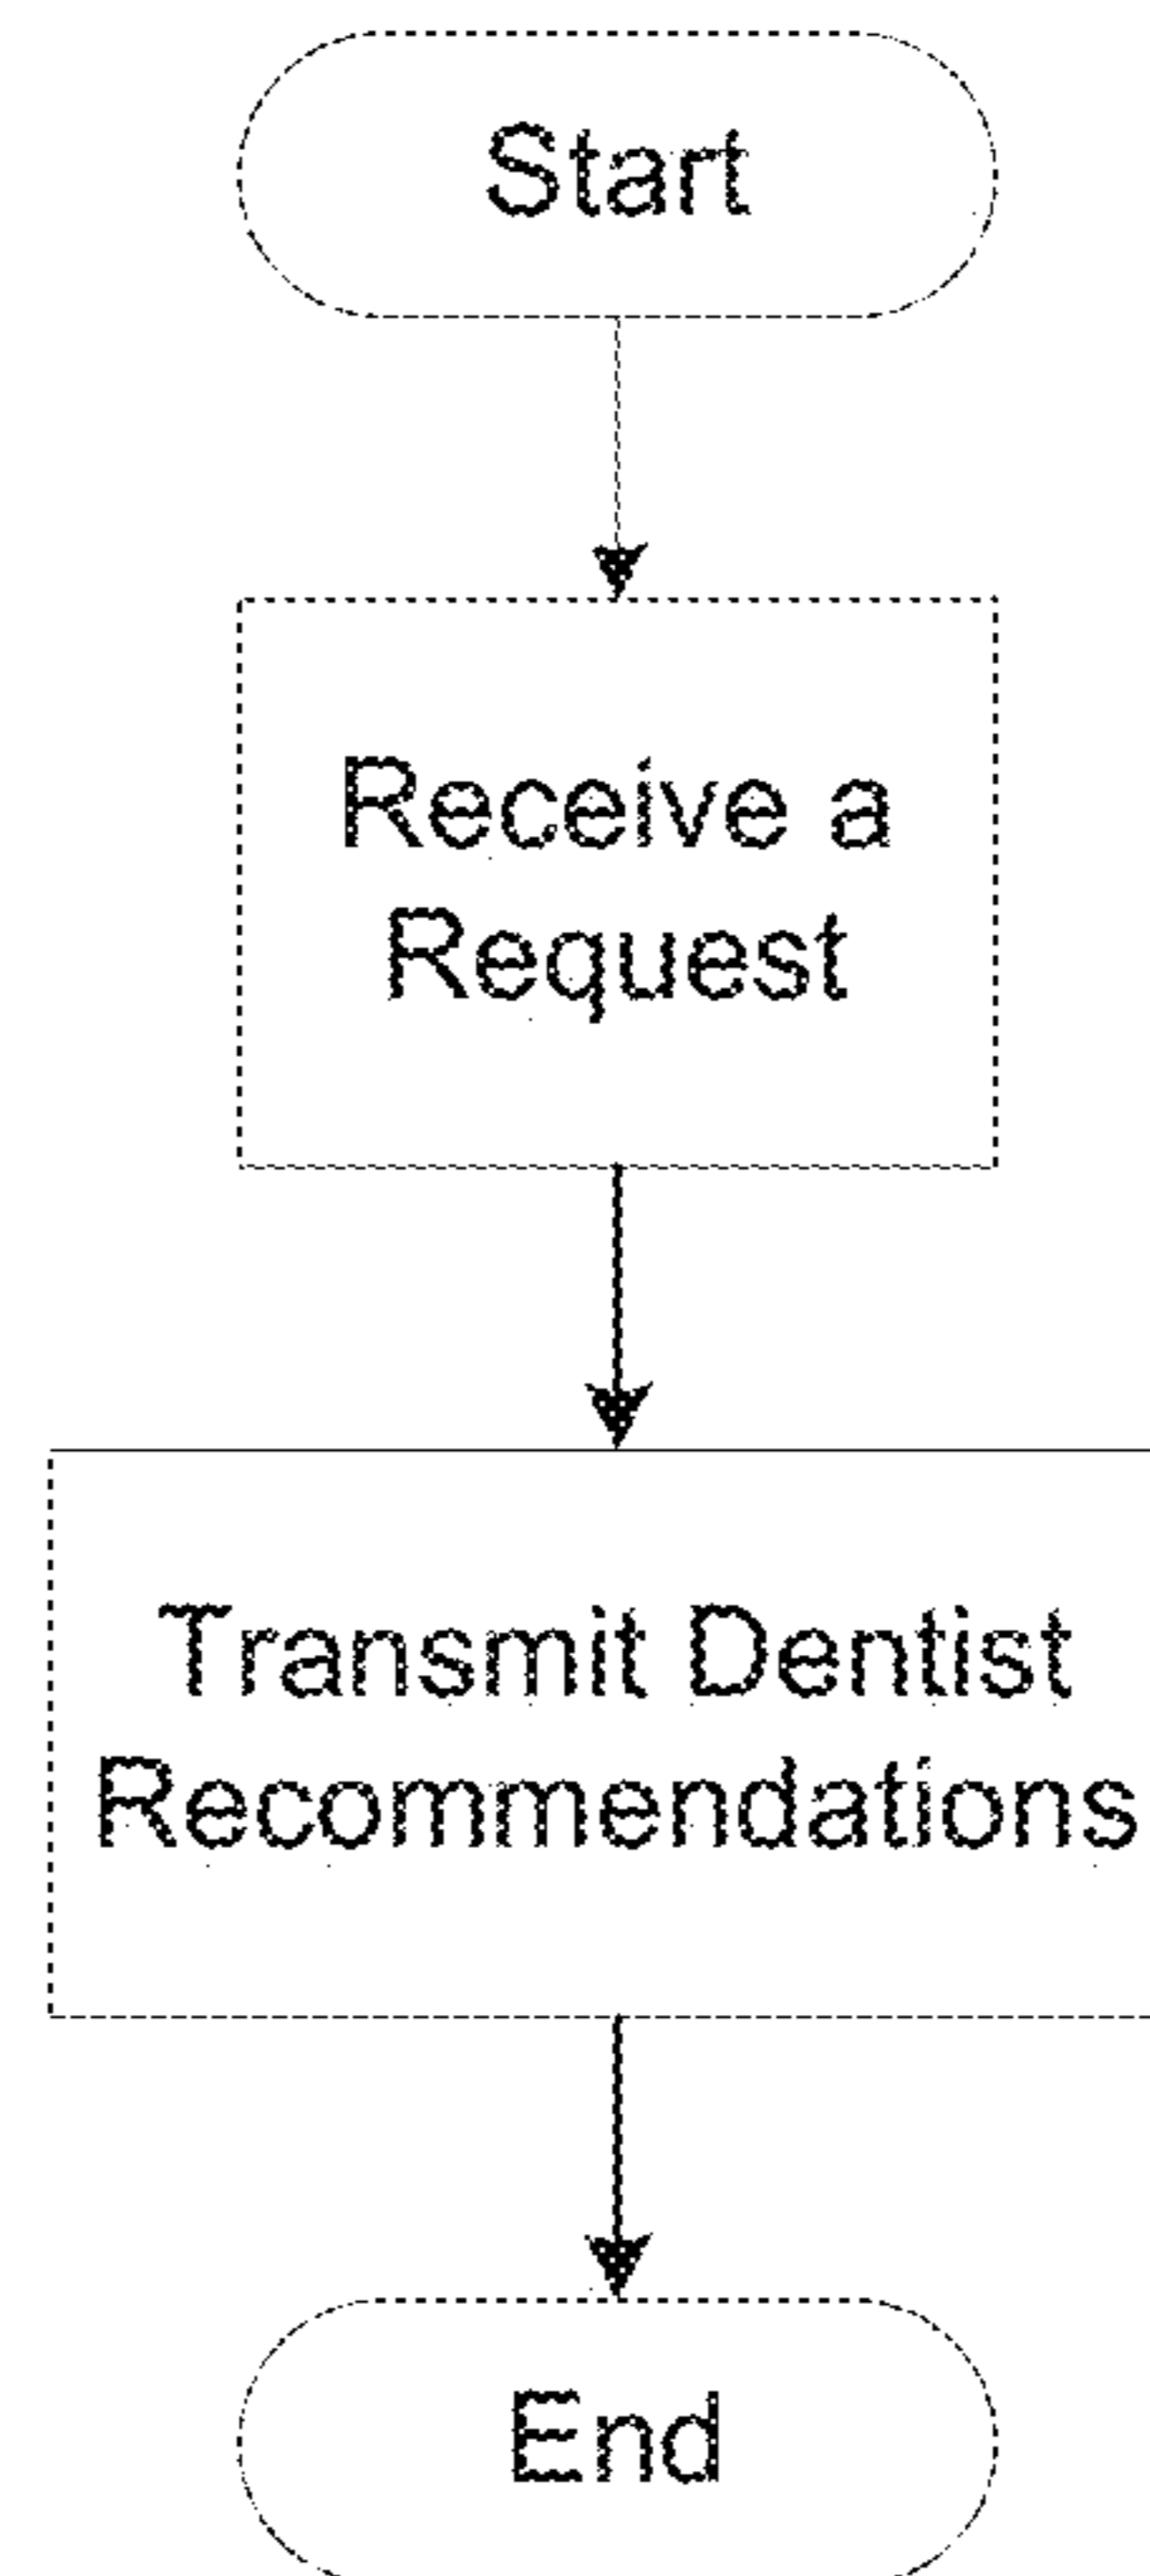 Start
Receive a
Request
Transmit Dentist
Recommendations
End